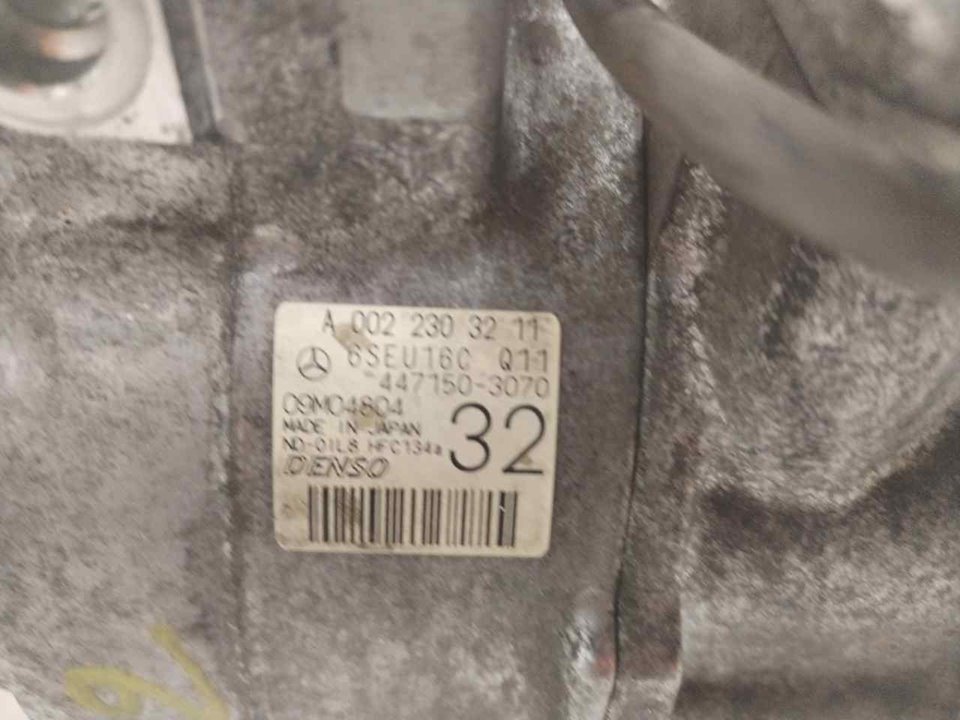 A 002 230 32 11
6SEU16C Q11
447150-3070
09M04804
MADE IN JAPAN
32
ND-OIL8 HFC134a
DENSO